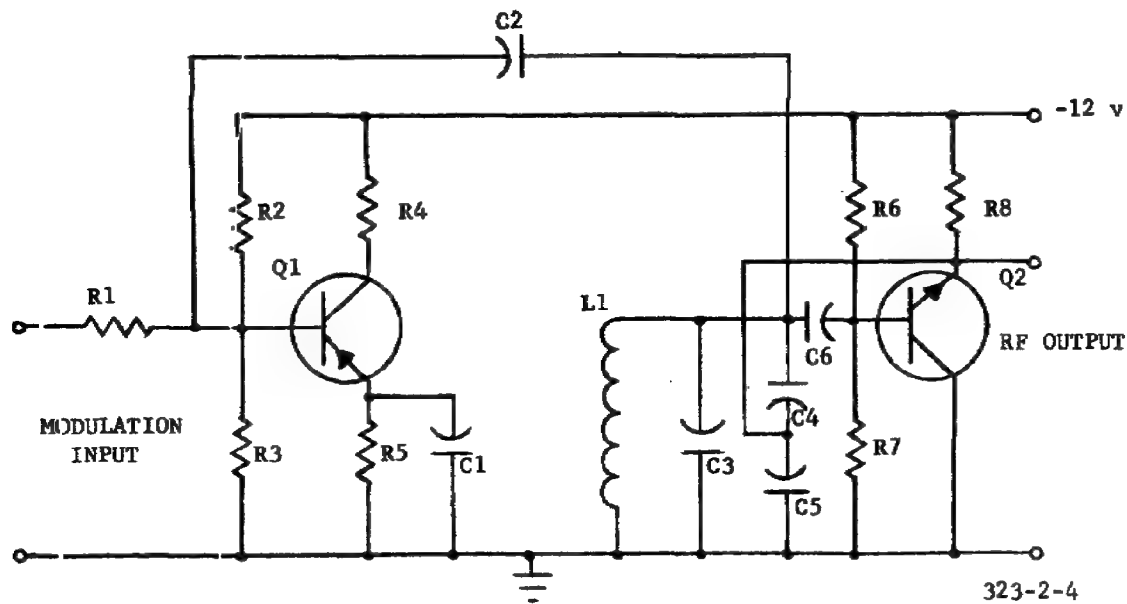 C2
-12 v
R2
R4
R6
R8
Q1
Q2
R1
L1
C6
RF OUTPUT
MODULATION
INPUT
C4
R3
R5
C1
C3
R7
C5
323-2-4